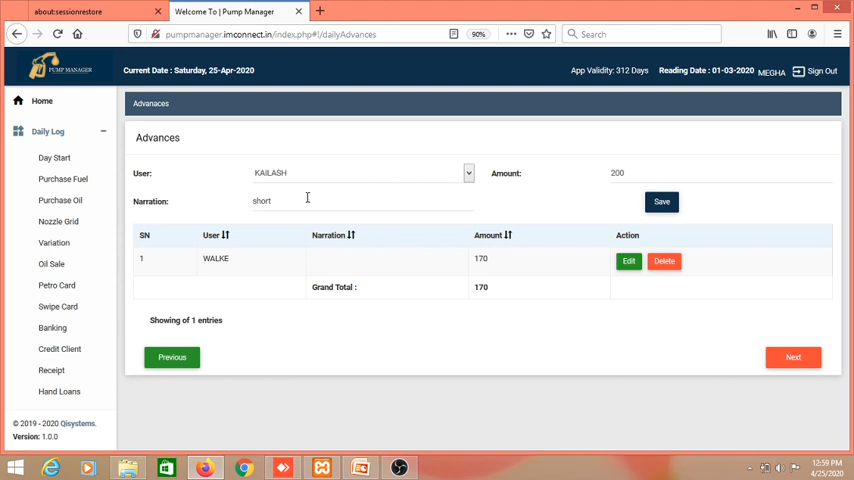 about:sessionrestore
Welcome To | Pump Manager
pumpmanager.imconnect.in/index.php#!/dailyAdvances
90%
Search
PUMP MANAGER
Current Date : Saturday, 25-Apr-2020
App Validity: 312 Days
Reading Date : 01-03-2020
MEGHA
Sign Out
Home
Daily Log
Day Start
Purchase Fuel
Purchase Oil
Nozzle Grid
Variation
Oil Sale
Petro Card
Swipe Card
Banking
Credit Client
Receipt
Hand Loans
© 2019 - 2020 Qisystems.
Version: 1.0.0
Advanaces
Advances
User: KAILASH Amount: 200
Narration: short Save
SN User Narration Amount Action
1 WALKE 170 Edit Delete
Grand Total : 170
Showing of 1 entries
Previous Next
12:59 PM
4/25/2020